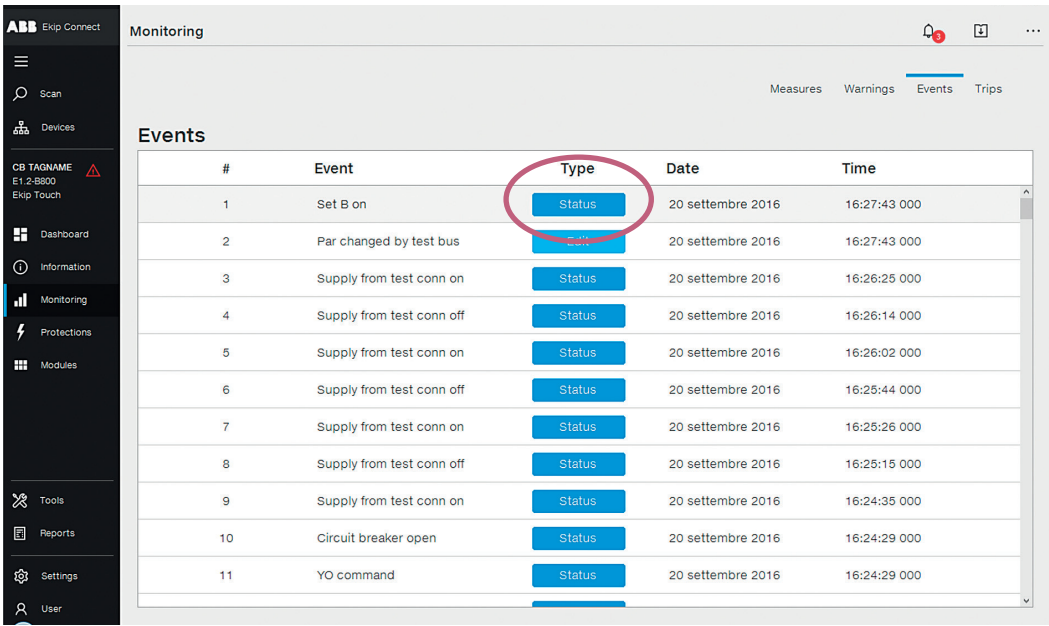 ABB Ekip Connect
Monitoring
3
Scan
Devices
CB TAGNAME
E1.2-B800
Ekip Touch
Dashboard
Information
Monitoring
Protections
Modules
Tools
Reports
Settings
User
Measures Warnings Events Trips
Events
# Event Type Date Time
1 Set B on Status 20 settembre 2016 16:27:43 000
2 Par changed by test bus Edit 20 settembre 2016 16:27:43 000
3 Supply from test conn on Status 20 settembre 2016 16:26:25 000
4 Supply from test conn off Status 20 settembre 2016 16:26:14 000
5 Supply from test conn on Status 20 settembre 2016 16:26:02 000
6 Supply from test conn off Status 20 settembre 2016 16:25:44 000
7 Supply from test conn on Status 20 settembre 2016 16:25:26 000
8 Supply from test conn off Status 20 settembre 2016 16:25:15 000
9 Supply from test conn on Status 20 settembre 2016 16:24:35 000
10 Circuit breaker open Status 20 settembre 2016 16:24:29 000
11 YO command Status 20 settembre 2016 16:24:29 000